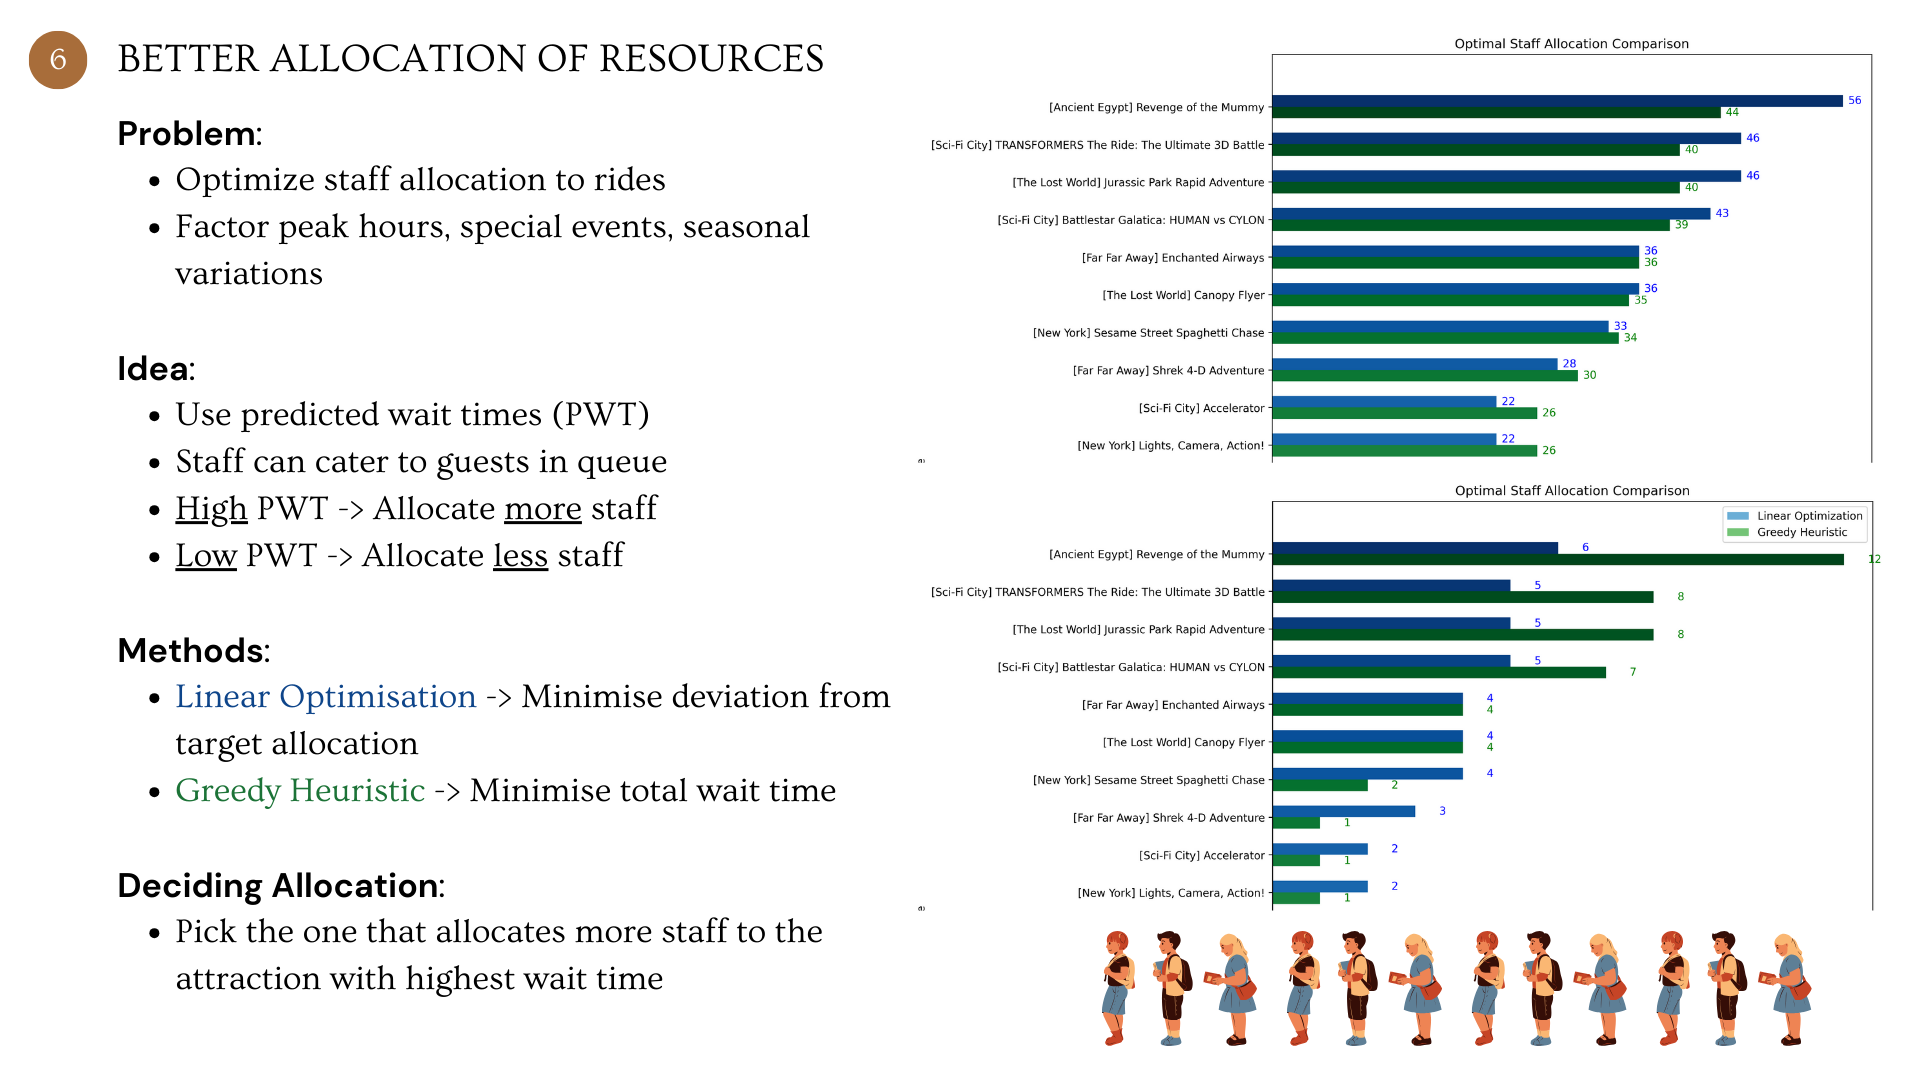 6
BETTER ALLOCATION OF RESOURCES
Problem:
• Optimize staff allocation to rides
• Factor peak hours, special events, seasonal
variations
Idea:
• Use predicted wait times (PWT)
• Staff can cater to guests in queue
• High PWT -> Allocate more staff
• Low PWT -> Allocate less staff
Methods:
• Linear Optimisation -> Minimise deviation from
target allocation
• Greedy Heuristic -> Minimise total wait time
Deciding Allocation:
• Pick the one that allocates more staff to the
attraction with highest wait time
Optimal Staff Allocation Comparison
[Ancient Egypt] Revenge of the Mummy 56
44
[Sci-Fi City] TRANSFORMERS The Ride: The Ultimate 3D Battle 46
40
[The Lost World] Jurassic Park Rapid Adventure 46
40
[Sci-Fi City] Battlestar Galatica: HUMAN vs CYLON 43
39
[Far Far Away] Enchanted Airways 36
36
[The Lost World] Canopy Flyer 36
35
[New York] Sesame Street Spaghetti Chase 33
34
[Far Far Away] Shrek 4-D Adventure 28
30
[Sci-Fi City] Accelerator 22
26
[New York] Lights, Camera, Action! 22
26
Optimal Staff Allocation Comparison
Linear Optimization
Greedy Heuristic
[Ancient Egypt] Revenge of the Mummy 6
12
[Sci-Fi City] TRANSFORMERS The Ride: The Ultimate 3D Battle 5
8
[The Lost World] Jurassic Park Rapid Adventure 5
8
[Sci-Fi City] Battlestar Galatica: HUMAN vs CYLON 5
7
[Far Far Away] Enchanted Airways 4
4
[The Lost World] Canopy Flyer 4
4
[New York] Sesame Street Spaghetti Chase 4
2
[Far Far Away] Shrek 4-D Adventure 3
1
[Sci-Fi City] Accelerator 2
1
[New York] Lights, Camera, Action! 2
1